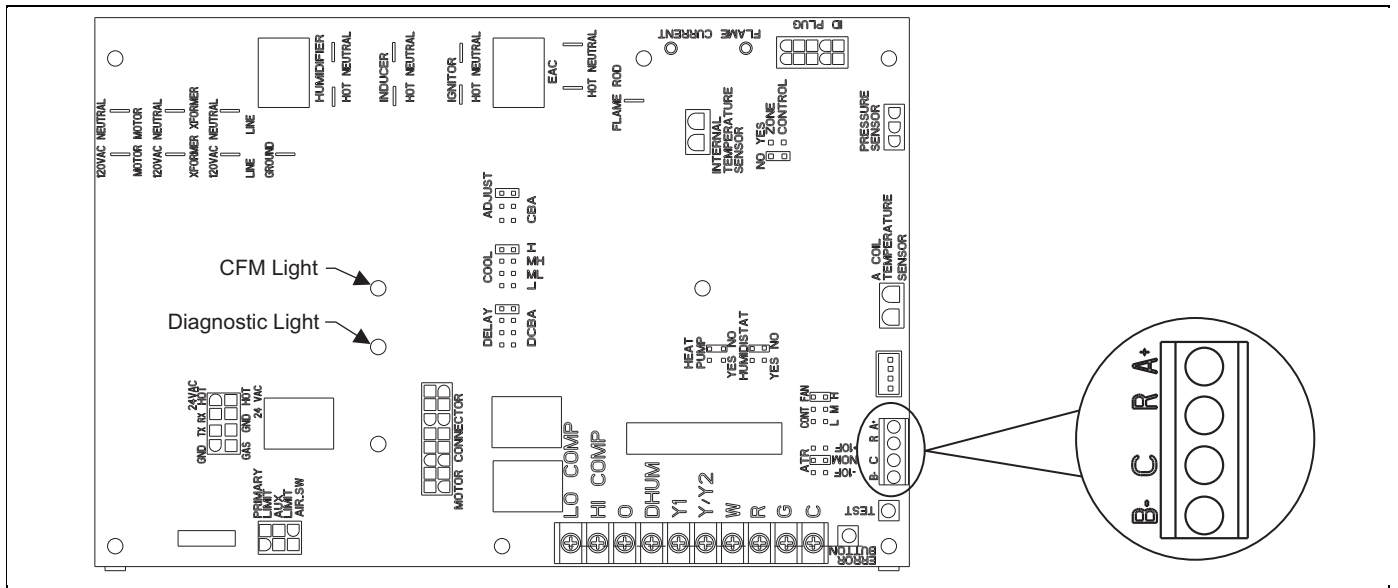 120VAC NEUTRAL
MOTOR MOTOR
120VAC NEUTRAL
XFORMER XFORMER
120VAC NEUTRAL
LINE LINE
GROUND
HUMIDIFIER
HOT NEUTRAL
INDUCER
HOT NEUTRAL
IGNITOR
HOT NEUTRAL
EAC
HOT NEUTRAL
FLAME ROD
FLAME CURRENT
ID PLUG
INTERNAL
TEMPERATURE
SENSOR
NO YES
ZONE
CONTROL
PRESSURE
SENSOR
ADJUST
CBA
COOL
L ML MH H
DELAY
DCBA
CFM Light
Diagnostic Light
A COIL
TEMPERATURE
SENSOR
HEAT
PUMP
YES NO
HUMIDISTAT
YES NO
24VAC
HOT
GND TX RX
GAS GND HOT
24 VAC
MOTOR CONNECTOR
CONT FAN
L M H
ATR
-10F NOM +10F
B- C R A+
B- C R A+
TEST
PRIMARY
LIMIT
AUX
LIMIT
AIR.SW
LO COMP
HI COMP
O
DHUM
Y1
Y/Y2
W
R
G
C
ERROR
BUTTON